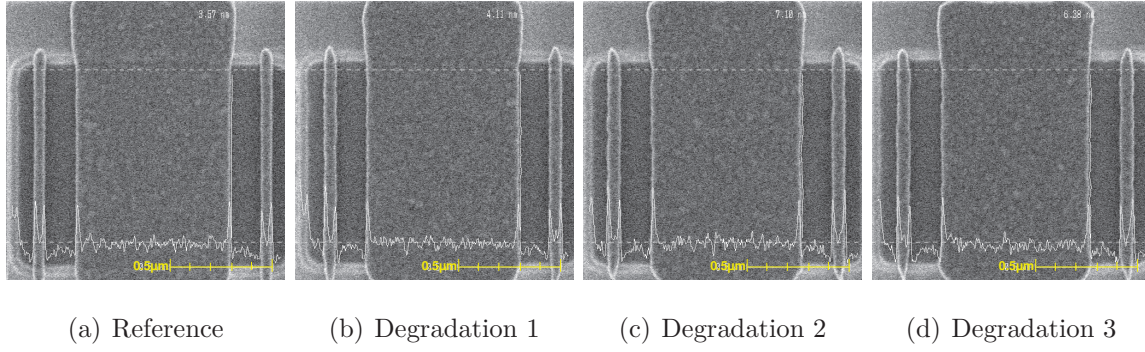 3.57 nm
4.11 nm
7.10 nm
6.28 nm
0.5μm
0.5μm
0.5μm
0.5μm
(a) Reference
(b) Degradation 1
(c) Degradation 2
(d) Degradation 3